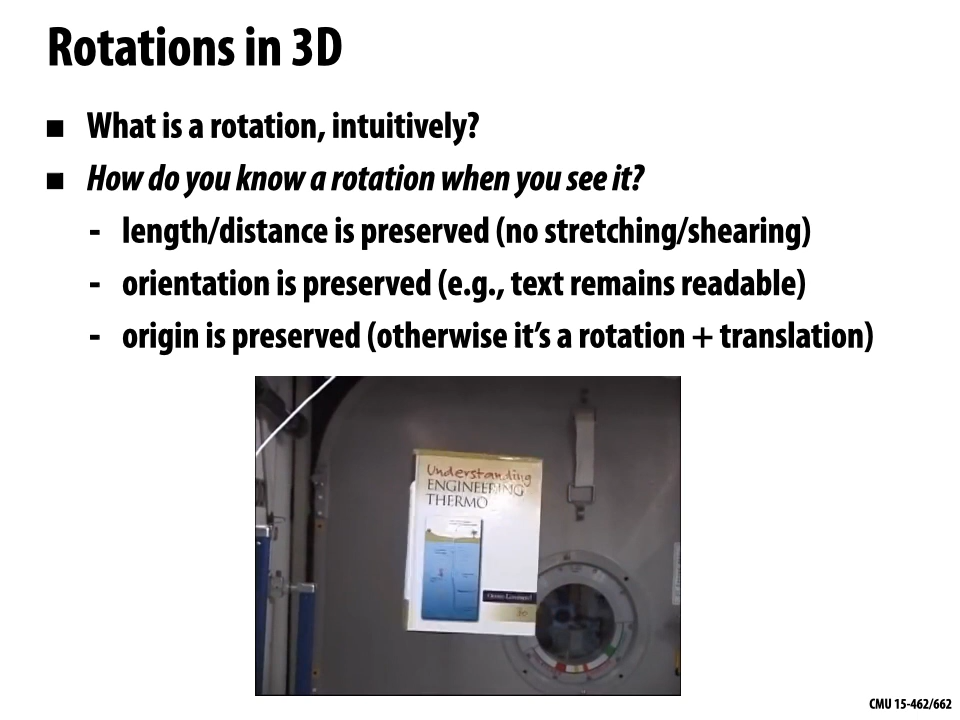 Rotations in 3D
■ What is a rotation, intuitively?
■ How do you know a rotation when you see it?
- length/distance is preserved (no stretching/shearing)
- orientation is preserved (e.g., text remains readable)
- origin is preserved (otherwise it’s a rotation + translation)
Understanding
ENGINEERING
THERMO
CMU 15-462/662